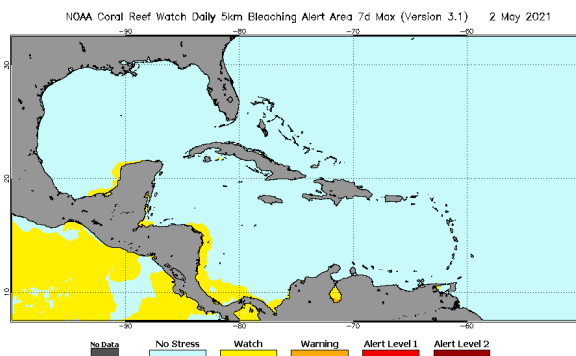 NOAA Coral Reef Watch Daily 5km Bleaching Alert Area 7d Max (Version 3.1) 2 May 2021
-90 -80 -70 -60
30
20
10
-90 -80 -70 -60
No Data No Stress Watch Warning Alert Level 1 Alert Level 2